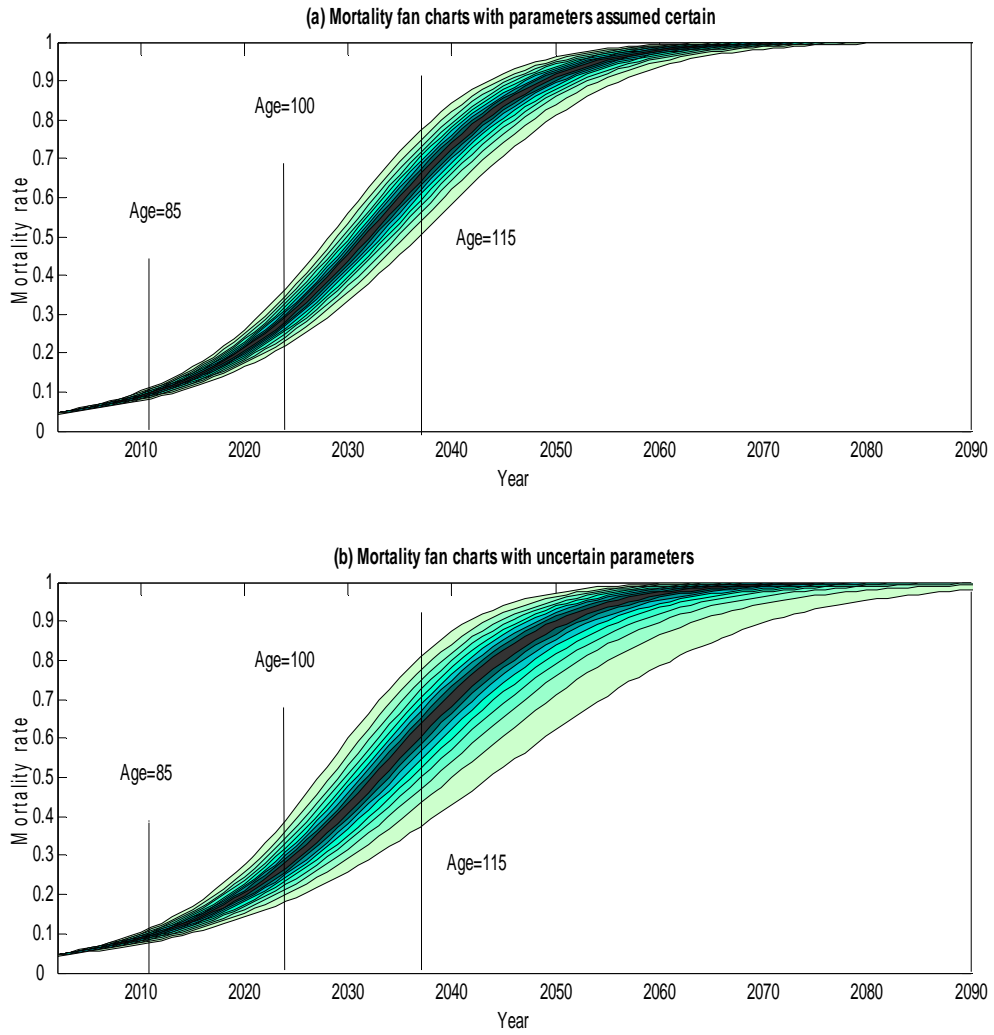 (a) Mortality fan charts with parameters assumed certain
1
0.9
0.8
0.7
0.6
0.5
0.4
0.3
0.2
0.1
0
Mortality rate
Age=85
Age=100
Age=115
2010 2020 2030 2040 2050 2060 2070 2080 2090
Year
(b) Mortality fan charts with uncertain parameters
1
0.9
0.8
0.7
0.6
0.5
0.4
0.3
0.2
0.1
0
Mortality rate
Age=85
Age=100
Age=115
2010 2020 2030 2040 2050 2060 2070 2080 2090
Year